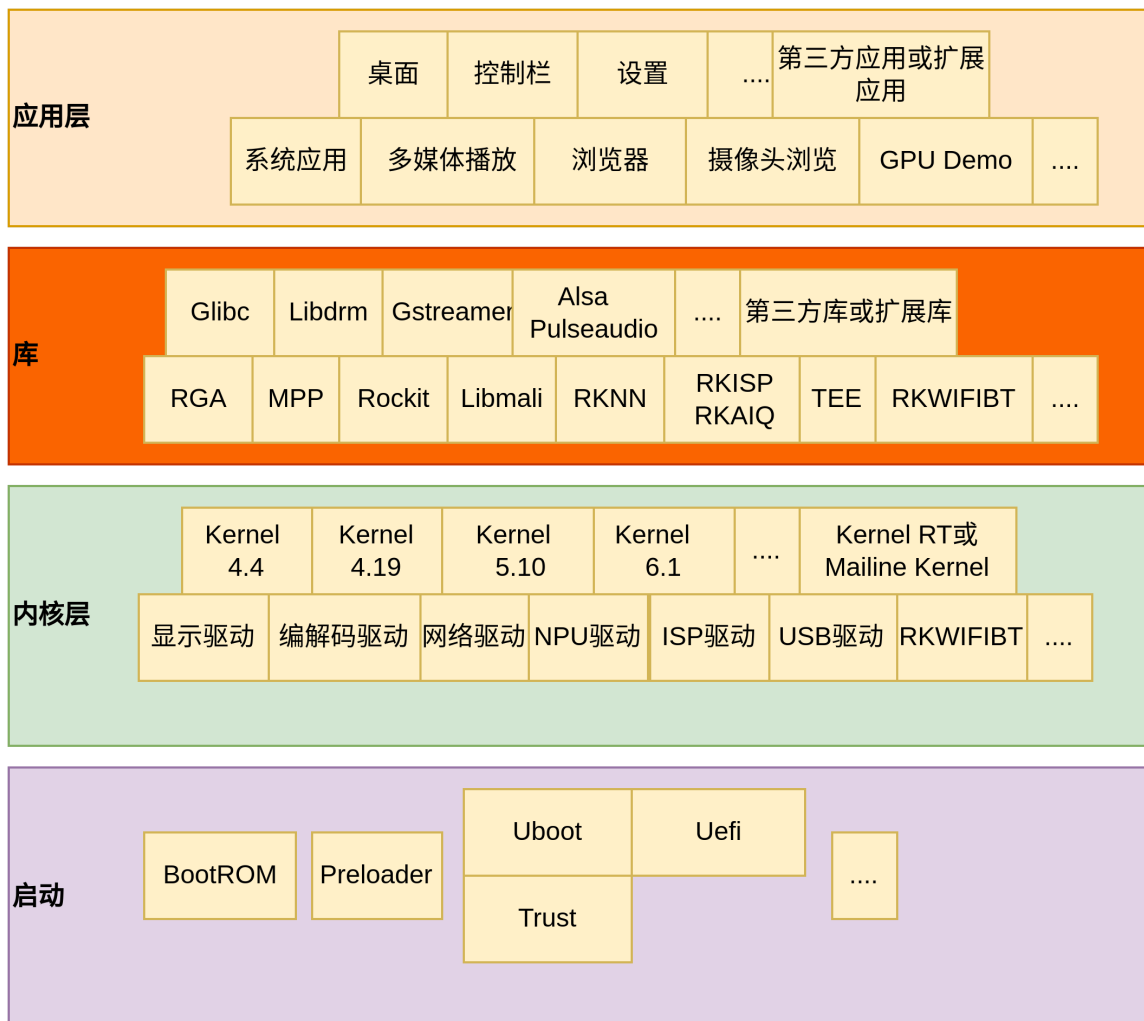 应用层
桌面
控制栏
设置
....
第三方应用或扩展
应用
系统应用
多媒体播放
浏览器
摄像头浏览
GPU Demo
....
库
Glibc
Libdrm
Gstreamer
Alsa
Pulseaudio
....
第三方库或扩展库
RGA
MPP
Rockit
Libmali
RKNN
RKISP
RKAIQ
TEE
RKWIFIBT
....
内核层
Kernel
4.4
Kernel
4.19
Kernel
5.10
Kernel
6.1
....
Kernel RT或
Mailine Kernel
显示驱动
编解码驱动
网络驱动
NPU驱动
ISP驱动
USB驱动
RKWIFIBT
....
启动
BootROM
Preloader
Uboot
Uefi
Trust
....